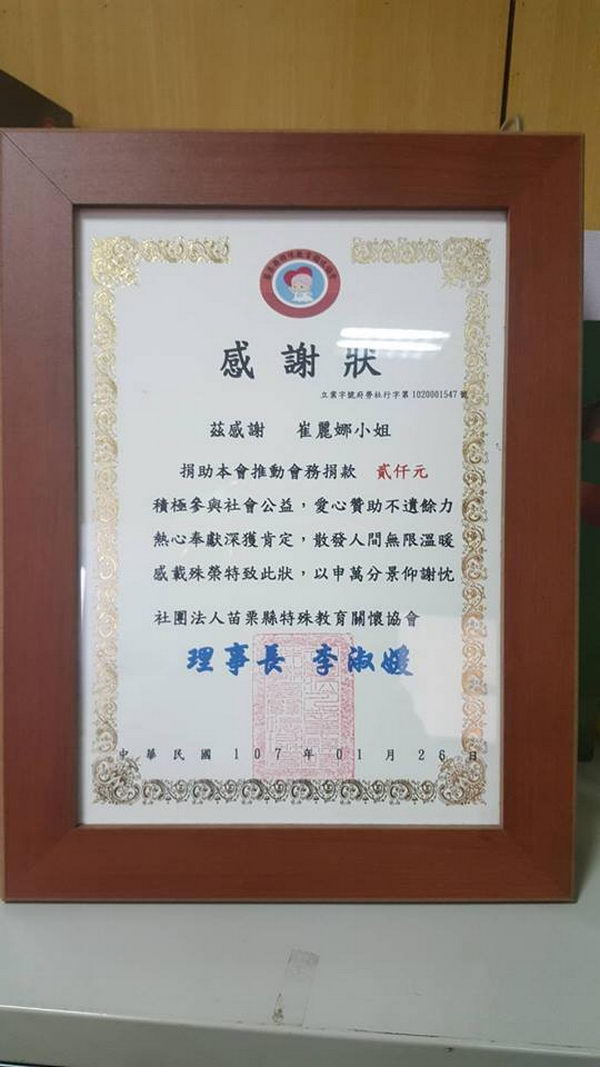 感謝狀
立案字號府勞社行字第1020001547號
茲感謝 崔麗娜小姐
捐助本會推動會務捐款 貳仟元
積極參與社會公益，愛心贊助不遺餘力
熱心奉獻深獲肯定，散發人間無限溫暖
感載殊榮特致此狀，以申萬分景仰謝忱
社團法人苗栗縣特殊教育關懷協會
理事長 李淑媛
中華民國107年01月26日